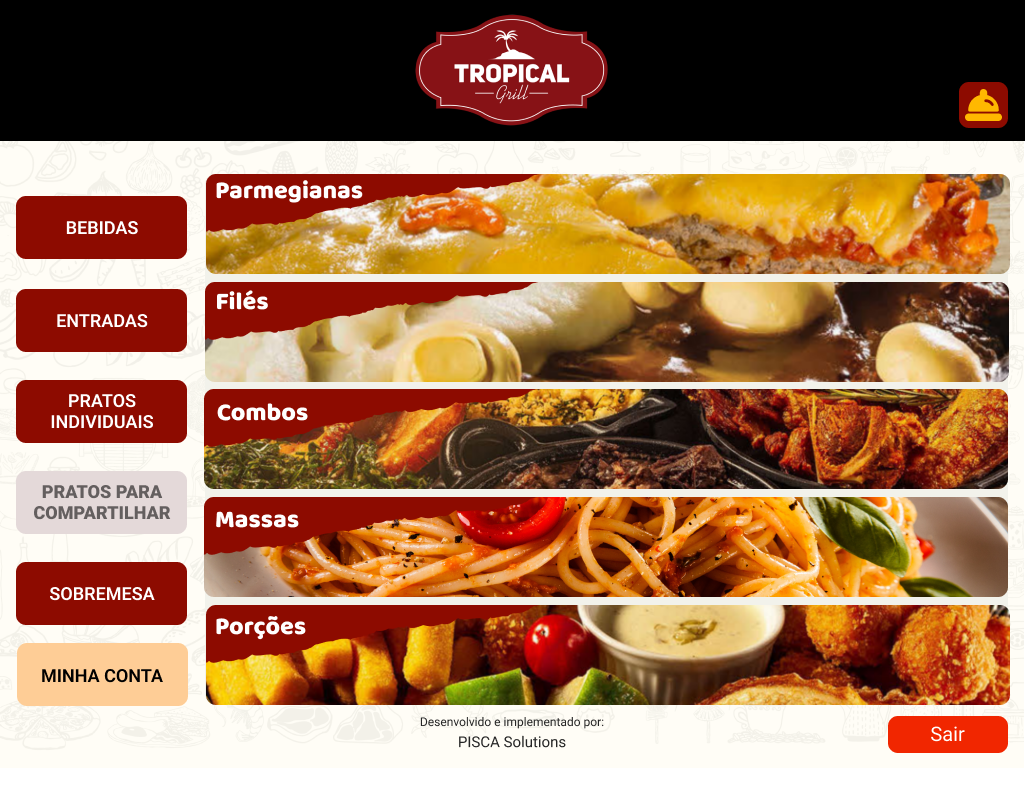 TROPICAL
Grill
BEBIDAS
ENTRADAS
PRATOS
INDIVIDUAIS
PRATOS PARA
COMPARTILHAR
SOBREMESA
MINHA CONTA
Parmegianas
Filés
Combos
Massas
Porções
Desenvolvido e implementado por:
PISCA Solutions
Sair